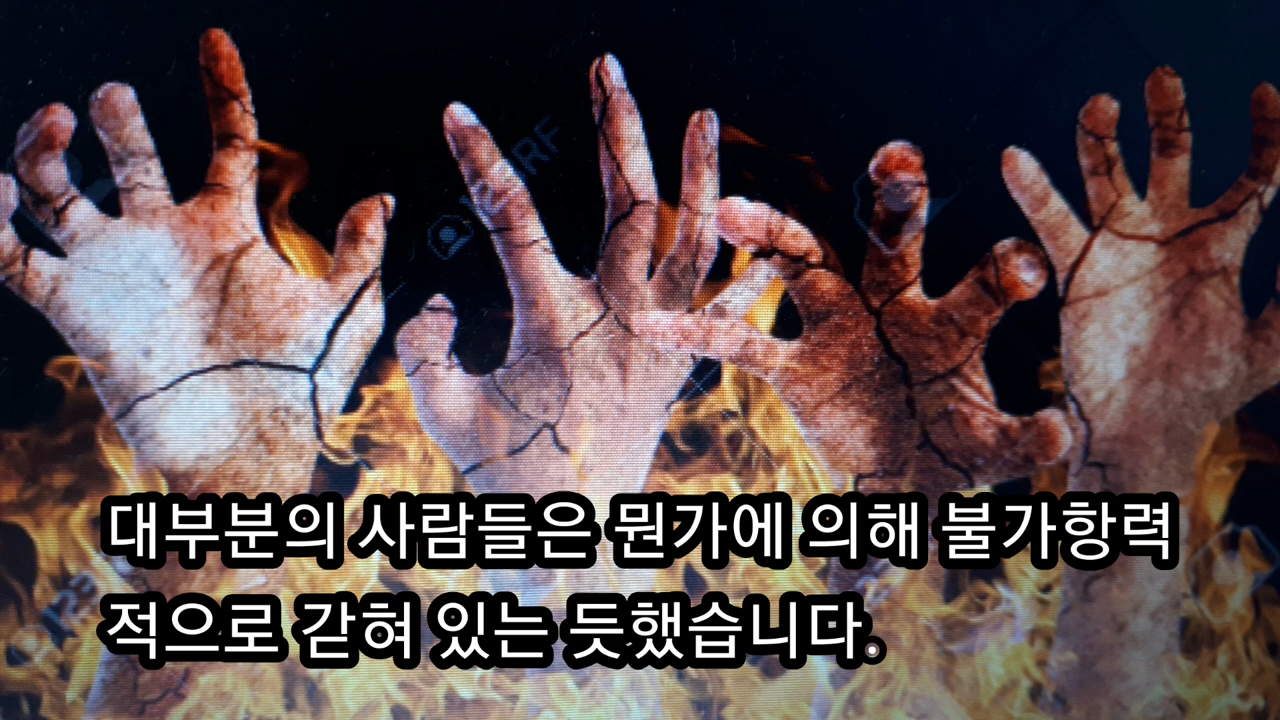 대부분의 사람들은 뭔가에 의해 불가항력
적으로 갇혀 있는 듯했습니다.
123RF